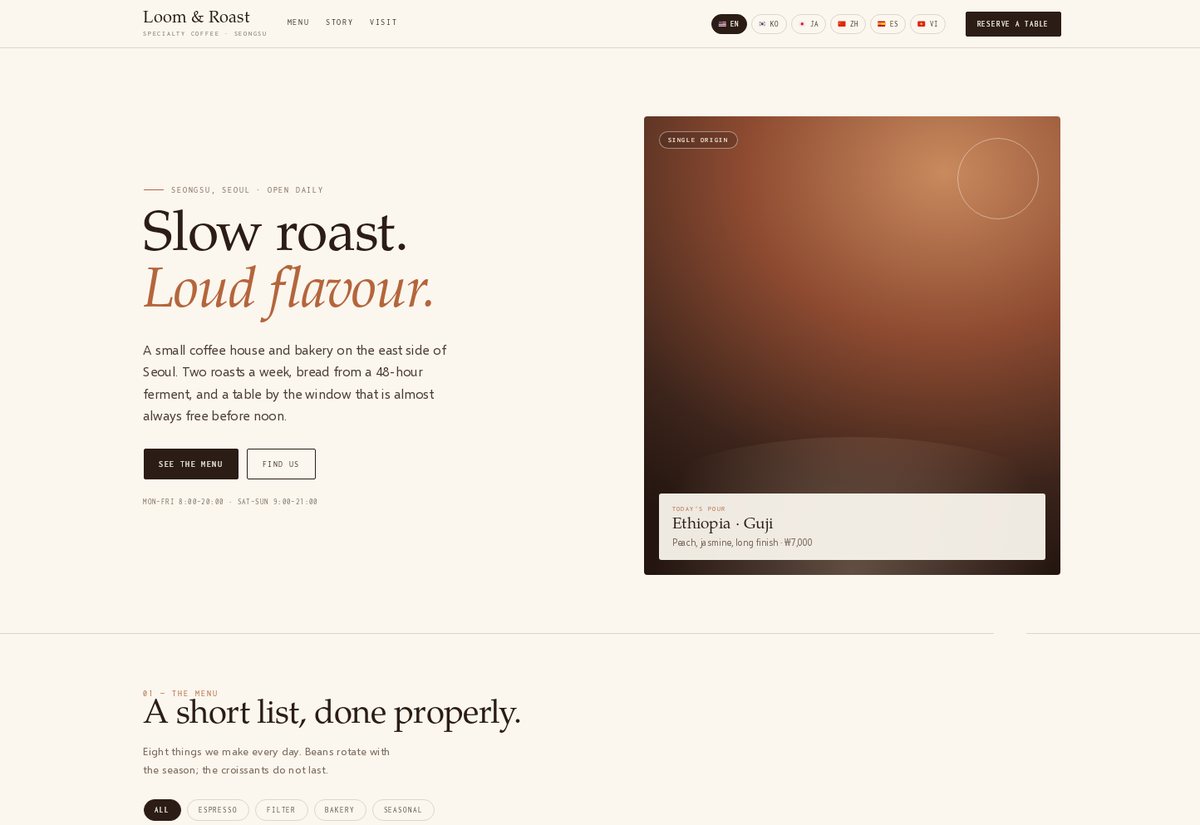 Loom & Roast
SPECIALTY COFFEE · SEONGSU
MENU STORY VISIT
EN KO JA ZH ES VI
RESERVE A TABLE
SINGLE ORIGIN
SEONGSU, SEOUL · OPEN DAILY
Slow roast.
Loud flavour.
A small coffee house and bakery on the east side of
Seoul. Two roasts a week, bread from a 48-hour
ferment, and a table by the window that is almost
always free before noon.
SEE THE MENU FIND US
MON–FRI 8:00–20:00 · SAT–SUN 9:00–21:00
TODAY'S POUR
Ethiopia · Guji
Peach, jasmine, long finish · ₩7,000
01 — THE MENU
A short list, done properly.
Eight things we make every day. Beans rotate with
the season; the croissants do not last.
ALL ESPRESSO FILTER BAKERY SEASONAL